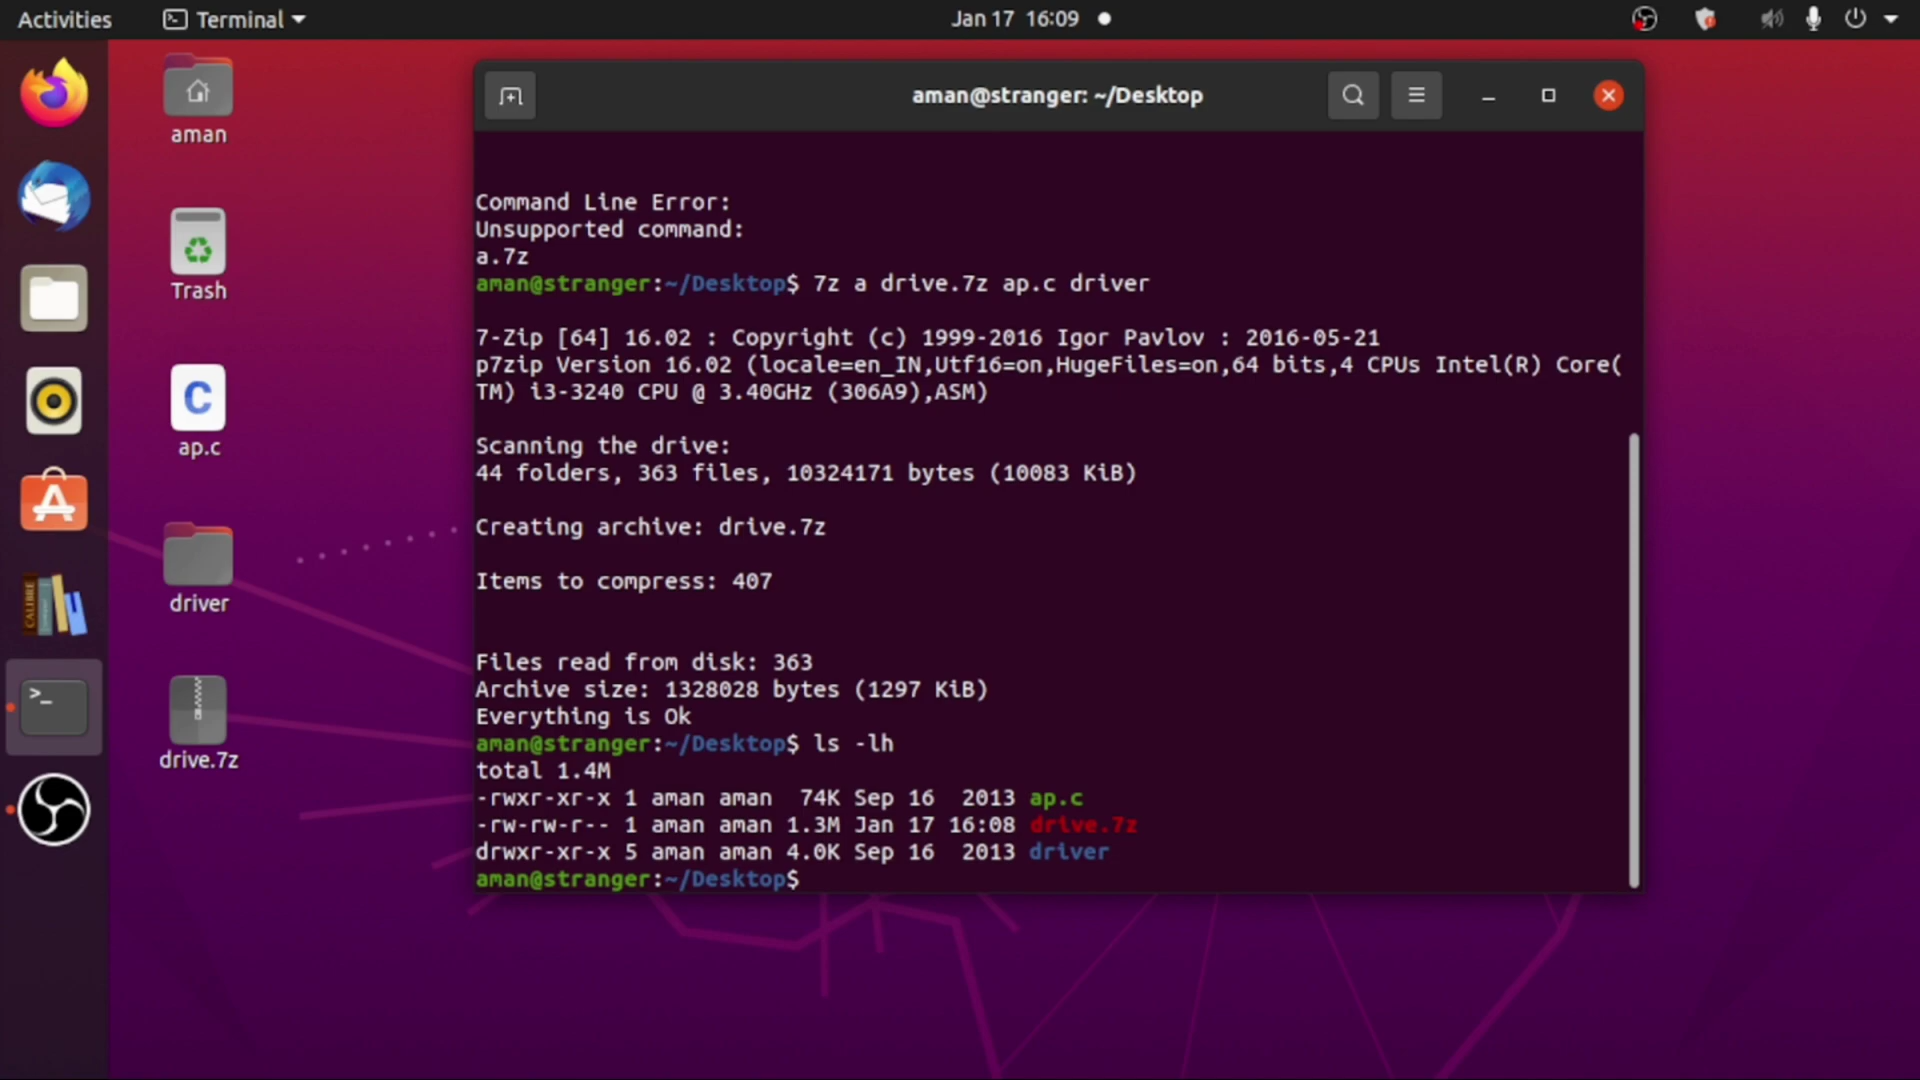 Activities
Terminal
Jan 17 16:09
aman
Trash
C
ap.c
driver
drive.7z
CALIBRE
aman@stranger: ~/Desktop
Command Line Error:
Unsupported command:
a.7z
aman@stranger:~/Desktop$ 7z a drive.7z ap.c driver
7-Zip [64] 16.02 : Copyright (c) 1999-2016 Igor Pavlov : 2016-05-21
p7zip Version 16.02 (locale=en_IN,Utf16=on,HugeFiles=on,64 bits,4 CPUs Intel(R) Core(
TM) i3-3240 CPU @ 3.40GHz (306A9),ASM)
Scanning the drive:
44 folders, 363 files, 10324171 bytes (10083 KiB)
Creating archive: drive.7z
Items to compress: 407
Files read from disk: 363
Archive size: 1328028 bytes (1297 KiB)
Everything is Ok
aman@stranger:~/Desktop$ ls -lh
total 1.4M
-rwxr-xr-x 1 aman aman  74K Sep 16  2013 ap.c
-rw-rw-r-- 1 aman aman 1.3M Jan 17 16:08 drive.7z
drwxr-xr-x 5 aman aman 4.0K Sep 16  2013 driver
aman@stranger:~/Desktop$